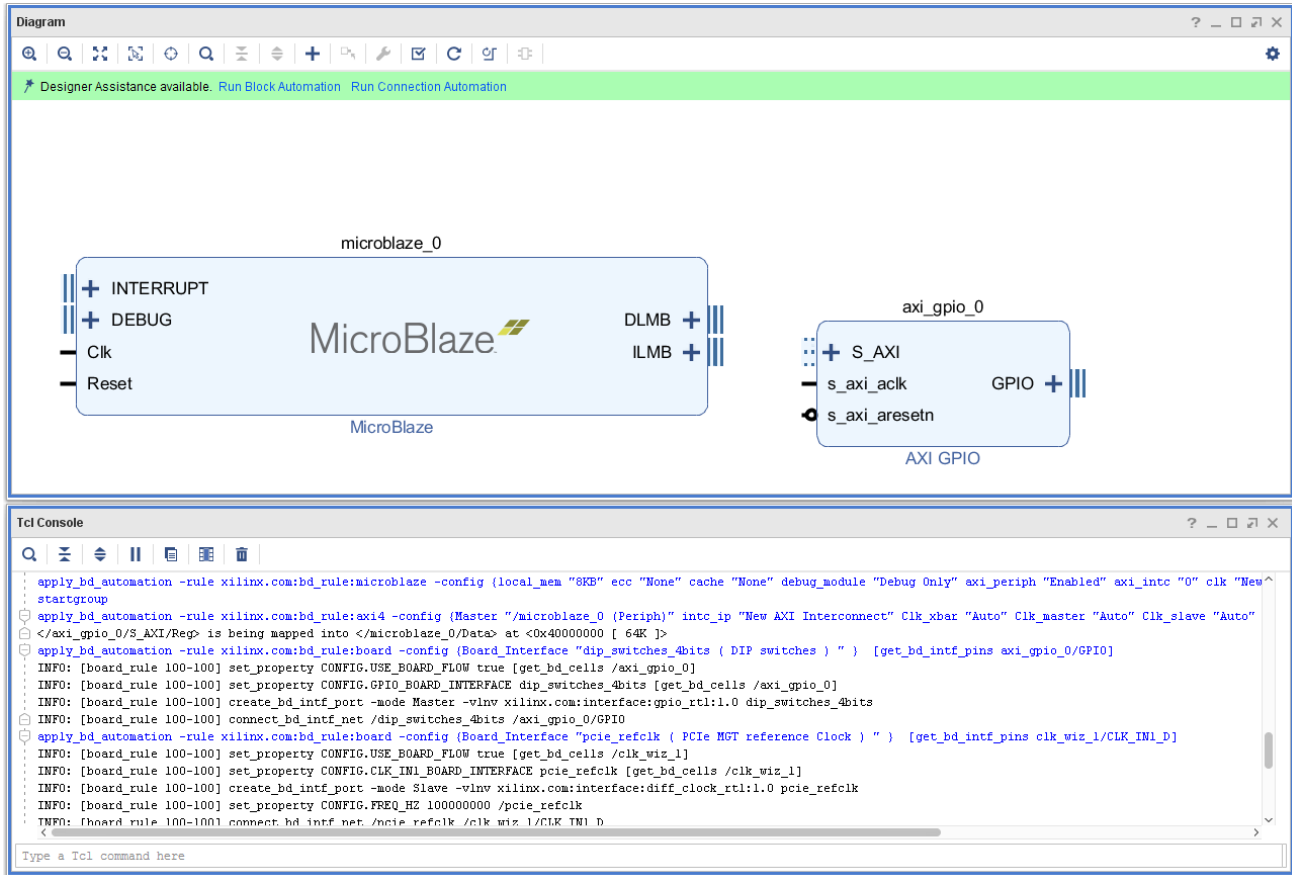 Diagram
Designer Assistance available. Run Block Automation Run Connection Automation
microblaze_0
INTERRUPT
DEBUG
Clk
Reset
MicroBlaze
DLMB
ILMB
MicroBlaze
axi_gpio_0
S_AXI
s_axi_aclk
s_axi_aresetn
GPIO
AXI GPIO
Tcl Console
apply_bd_automation -rule xilinx.com:bd_rule:microblaze -config {local_mem "8KB" ecc "None" cache "None" debug_module "Debug Only" axi_periph "Enabled" axi_intc "0" clk "New
startgroup
apply_bd_automation -rule xilinx.com:bd_rule:axi4 -config {Master "/microblaze_0 (Periph)" intc_ip "New AXI Interconnect" Clk_xbar "Auto" Clk_master "Auto" Clk_slave "Auto"
</axi_gpio_0/S_AXI/Reg> is being mapped into </microblaze_0/Data> at <0x40000000 [ 64K ]>
apply_bd_automation -rule xilinx.com:bd_rule:board -config {Board_Interface "dip_switches_4bits ( DIP switches ) " } [get_bd_intf_pins axi_gpio_0/GPIO]
INFO: [board_rule 100-100] set_property CONFIG.USE_BOARD_FLOW true [get_bd_cells /axi_gpio_0]
INFO: [board_rule 100-100] set_property CONFIG.GPIO_BOARD_INTERFACE dip_switches_4bits [get_bd_cells /axi_gpio_0]
INFO: [board_rule 100-100] create_bd_intf_port -mode Master -vlnv xilinx.com:interface:gpio_rtl:1.0 dip_switches_4bits
INFO: [board_rule 100-100] connect_bd_intf_net /dip_switches_4bits /axi_gpio_0/GPIO
apply_bd_automation -rule xilinx.com:bd_rule:board -config {Board_Interface "pcie_refclk ( PCIe MGT reference Clock ) " } [get_bd_intf_pins clk_wiz_1/CLK_IN1_D]
INFO: [board_rule 100-100] set_property CONFIG.USE_BOARD_FLOW true [get_bd_cells /clk_wiz_1]
INFO: [board_rule 100-100] set_property CONFIG.CLK_IN1_BOARD_INTERFACE pcie_refclk [get_bd_cells /clk_wiz_1]
INFO: [board_rule 100-100] create_bd_intf_port -mode Slave -vlnv xilinx.com:interface:diff_clock_rtl:1.0 pcie_refclk
INFO: [board_rule 100-100] set_property CONFIG.FREQ_HZ 100000000 /pcie_refclk
INFO: [board_rule 100-100] connect_bd_intf_net /pcie_refclk /clk_wiz_1/CLK_IN1_D
Type a Tcl command here